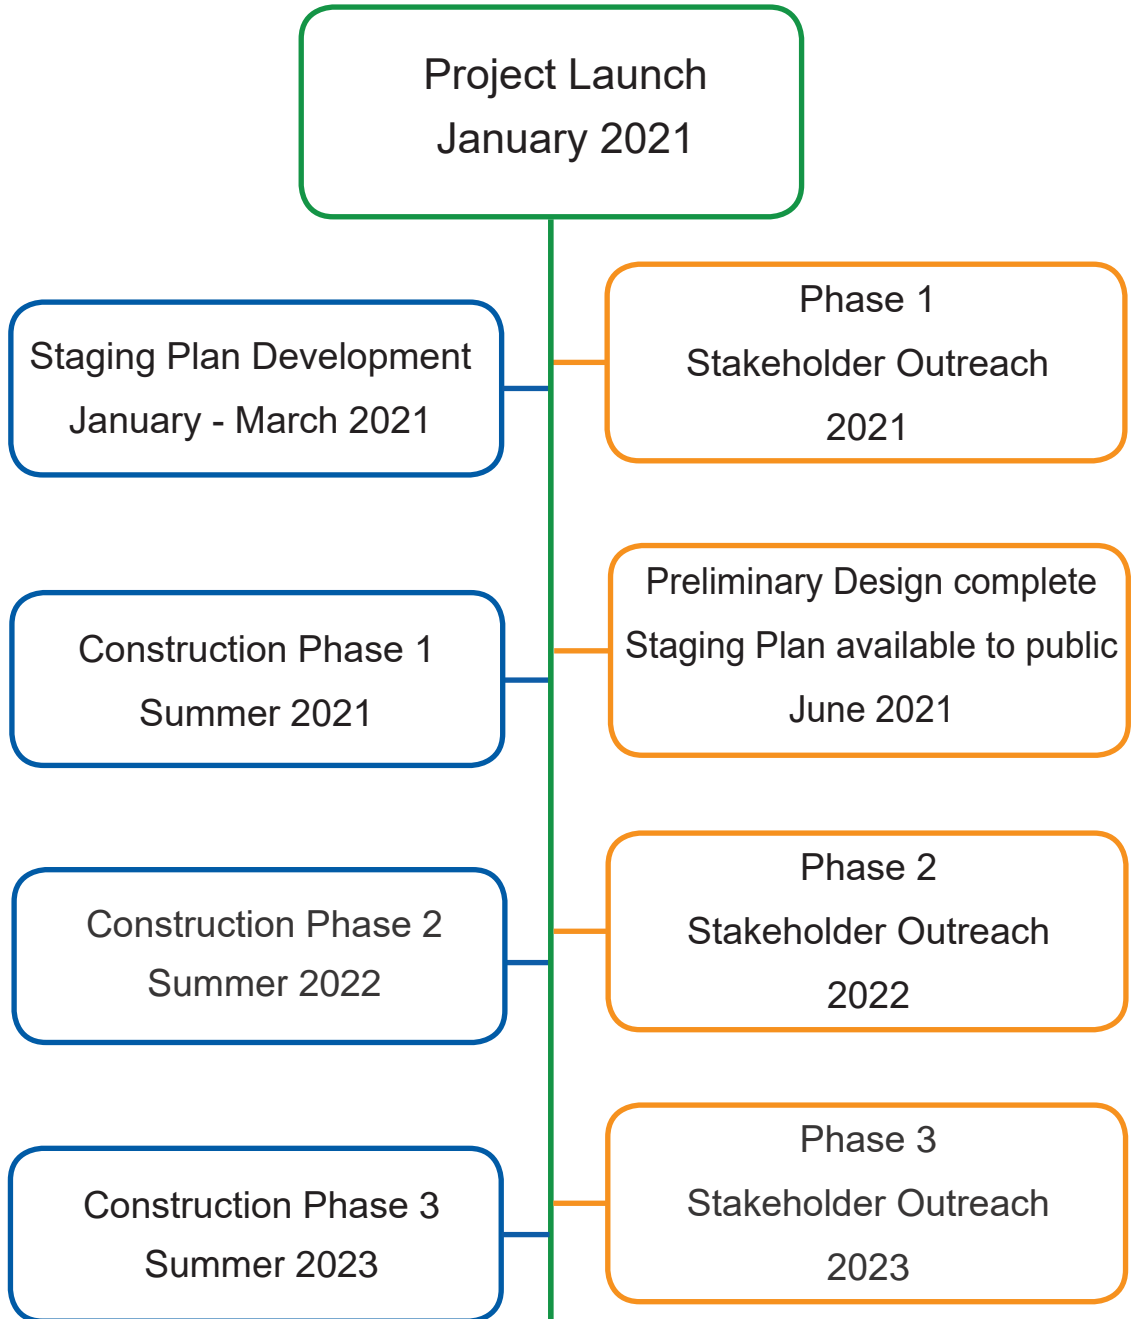 Project Launch
January 2021
Phase 1
Stakeholder Outreach
2021
Staging Plan Development
January - March 2021
Preliminary Design complete
Staging Plan available to public
June 2021
Construction Phase 1
Summer 2021
Phase 2
Stakeholder Outreach
2022
Construction Phase 2
Summer 2022
Phase 3
Stakeholder Outreach
2023
Construction Phase 3
Summer 2023